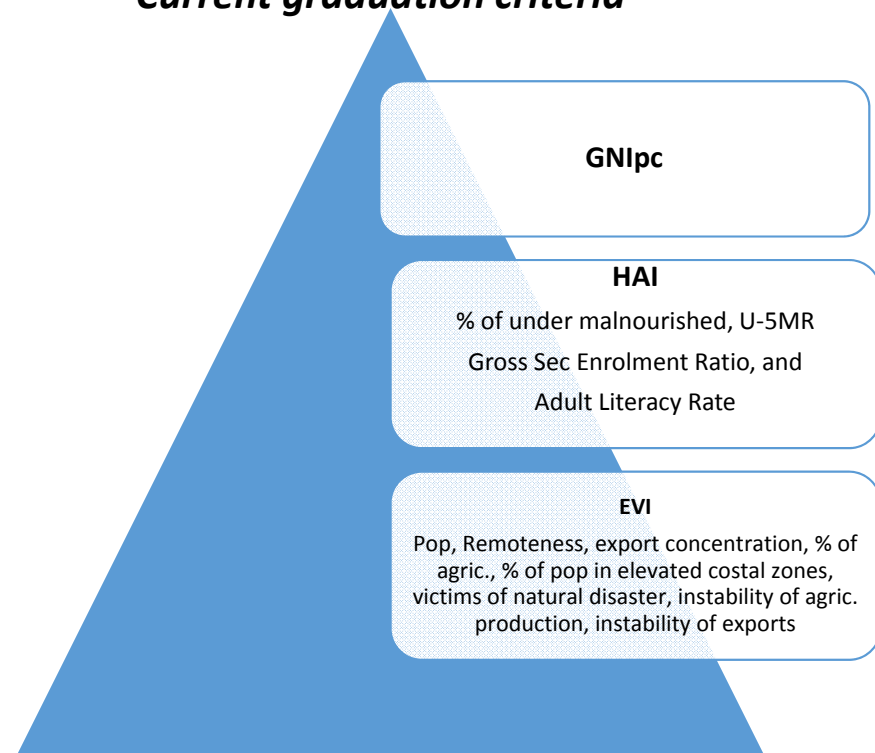 Current graduation criteria
GNIpc
HAI
% of under malnourished, U-5MR
Gross Sec Enrolment Ratio, and
Adult Literacy Rate
EVI
Pop, Remoteness, export concentration, % of
agric., % of pop in elevated costal zones,
victims of natural disaster, instability of agric.
production, instability of exports